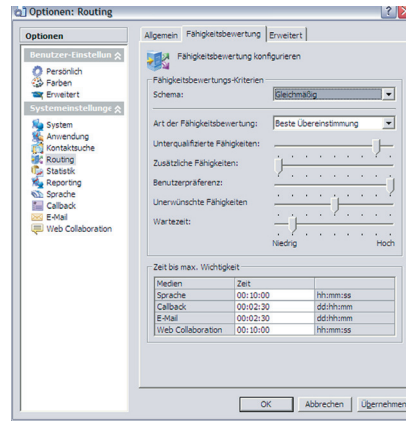 Optionen: Routing
Optionen
Benutzer-Einstellun
Persönlich
Farben
Erweitert
Systemeinstellunge
System
Anwendung
Kontaktsuche
Routing
Statistik
Reporting
Sprache
Callback
E-Mail
Web Collaboration
Allgemein Fähigkeitsbewertung Erweitert
Fähigkeitsbewertung konfigurieren
Fähigkeitsbewertungs-Kriterien
Schema: Gleichmäßig
Art der Fähigkeitsbewertung: Beste Übereinstimmung
Unterqualifizierte Fähigkeiten:
Zusätzliche Fähigkeiten:
Benutzerpräferenz:
Unerwünschte Fähigkeiten
Wartezeit:
Niedrig Hoch
Zeit bis max. Wichtigkeit
Medien Zeit
Sprache 00:10:00 hh:mm:ss
Callback 00:02:30 dd:hh:mm
E-Mail 00:02:30 dd:hh:mm
Web Collaboration 00:10:00 hh:mm:ss
OK Abbrechen Übernehmen